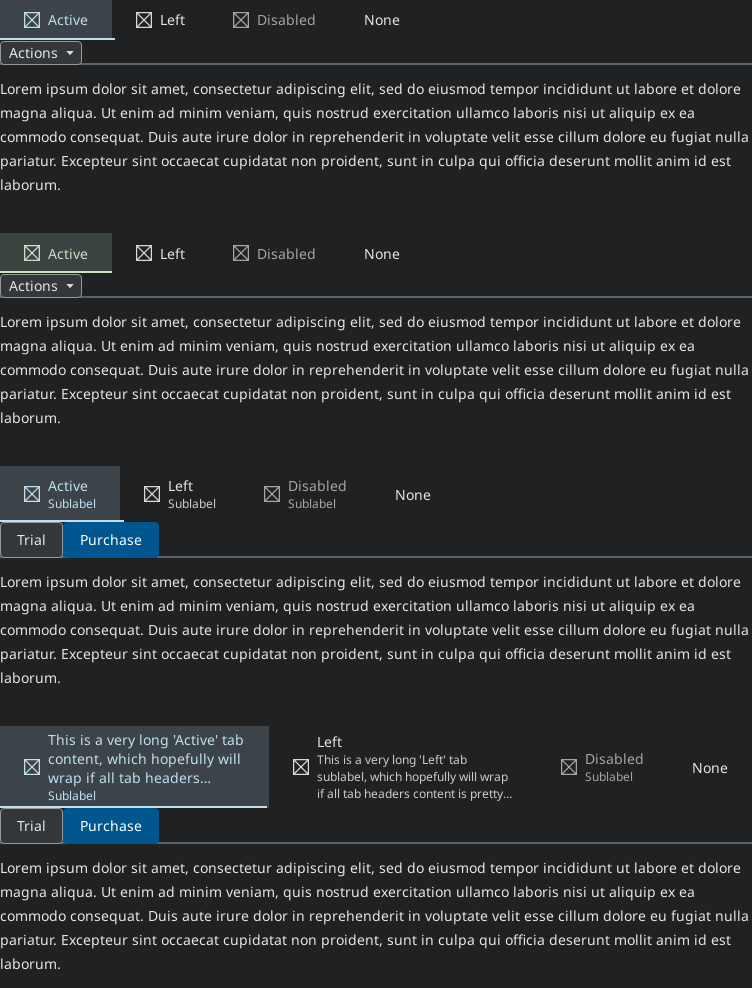 Active Left Disabled None
Actions
Lorem ipsum dolor sit amet, consectetur adipiscing elit, sed do eiusmod tempor incididunt ut labore et dolore
magna aliqua. Ut enim ad minim veniam, quis nostrud exercitation ullamco laboris nisi ut aliquip ex ea
commodo consequat. Duis aute irure dolor in reprehenderit in voluptate velit esse cillum dolore eu fugiat nulla
pariatur. Excepteur sint occaecat cupidatat non proident, sunt in culpa qui officia deserunt mollit anim id est
laborum.
Active Left Disabled None
Actions
Lorem ipsum dolor sit amet, consectetur adipiscing elit, sed do eiusmod tempor incididunt ut labore et dolore
magna aliqua. Ut enim ad minim veniam, quis nostrud exercitation ullamco laboris nisi ut aliquip ex ea
commodo consequat. Duis aute irure dolor in reprehenderit in voluptate velit esse cillum dolore eu fugiat nulla
pariatur. Excepteur sint occaecat cupidatat non proident, sunt in culpa qui officia deserunt mollit anim id est
laborum.
Active
Sublabel
Left
Sublabel
Disabled
Sublabel
None
Trial Purchase
Lorem ipsum dolor sit amet, consectetur adipiscing elit, sed do eiusmod tempor incididunt ut labore et dolore
magna aliqua. Ut enim ad minim veniam, quis nostrud exercitation ullamco laboris nisi ut aliquip ex ea
commodo consequat. Duis aute irure dolor in reprehenderit in voluptate velit esse cillum dolore eu fugiat nulla
pariatur. Excepteur sint occaecat cupidatat non proident, sunt in culpa qui officia deserunt mollit anim id est
laborum.
This is a very long 'Active' tab
content, which hopefully will
wrap if all tab headers...
Sublabel
Left
This is a very long 'Left' tab
sublabel, which hopefully will wrap
if all tab headers content is pretty...
Disabled
Sublabel
None
Trial Purchase
Lorem ipsum dolor sit amet, consectetur adipiscing elit, sed do eiusmod tempor incididunt ut labore et dolore
magna aliqua. Ut enim ad minim veniam, quis nostrud exercitation ullamco laboris nisi ut aliquip ex ea
commodo consequat. Duis aute irure dolor in reprehenderit in voluptate velit esse cillum dolore eu fugiat nulla
pariatur. Excepteur sint occaecat cupidatat non proident, sunt in culpa qui officia deserunt mollit anim id est
laborum.